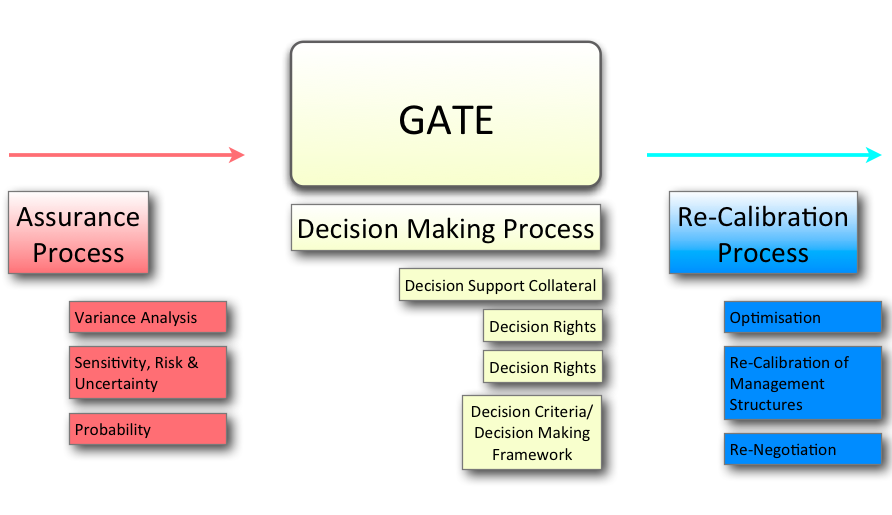 GATE
Assurance
Process
Variance Analysis
Sensitivity, Risk &
Uncertainty
Probability
Decision Making Process
Decision Support Collateral
Decision Rights
Decision Rights
Decision Criteria/
Decision Making
Framework
Re-Calibration
Process
Optimisation
Re-Calibration of
Management
Structures
Re-Negotiation